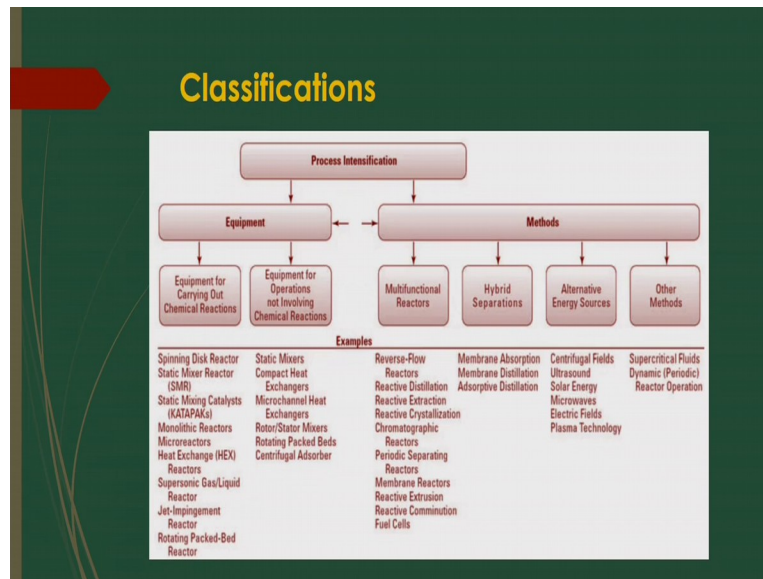 Classifications
Process Intensification
Equipment
Methods
Equipment for
Carrying Out
Chemical Reactions
Equipment for
Operations
not Involving
Chemical Reactions
Multifunctional
Reactors
Hybrid
Separations
Alternative
Energy Sources
Other
Methods
Examples
Spinning Disk Reactor
Static Mixer Reactor
(SMR)
Static Mixing Catalysts
(KATAPAKs)
Monolithic Reactors
Microreactors
Heat Exchange (HEX)
Reactors
Supersonic Gas/Liquid
Reactor
Jet-Impingement
Reactor
Rotating Packed-Bed
Reactor
Static Mixers
Compact Heat
Exchangers
Microchannel Heat
Exchangers
Rotor/Stator Mixers
Rotating Packed Beds
Centrifugal Adsorber
Reverse-Flow
Reactors
Reactive Distillation
Reactive Extraction
Reactive Crystallization
Chromatographic
Reactors
Periodic Separating
Reactors
Membrane Reactors
Reactive Extrusion
Reactive Comminution
Fuel Cells
Membrane Absorption
Membrane Distillation
Adsorptive Distillation
Centrifugal Fields
Ultrasound
Solar Energy
Microwaves
Electric Fields
Plasma Technology
Supercritical Fluids
Dynamic (Periodic)
Reactor Operation